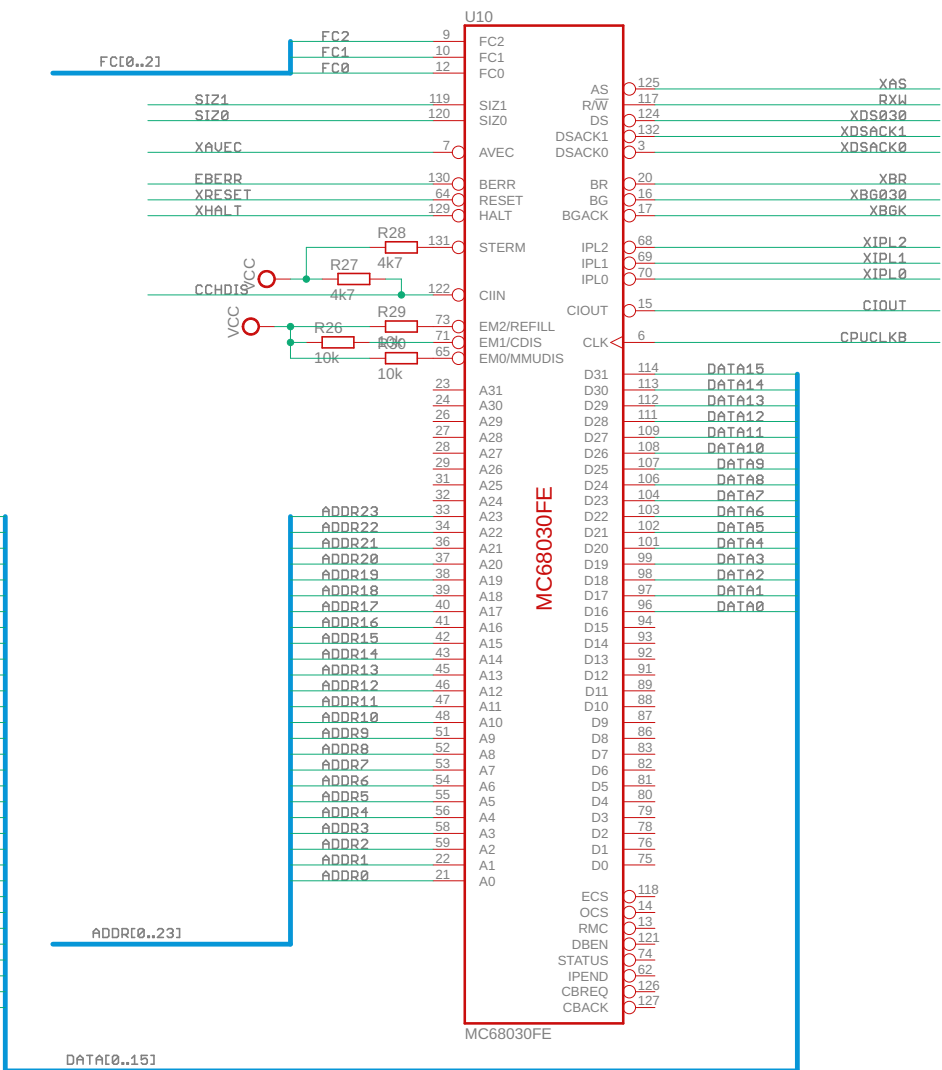 U10
FC[0..2]
FC2 9 FC2
FC1 10 FC1
FC0 12 FC0
SIZ1 119 SIZ1
SIZ0 120 SIZ0
XAVEC 7 AVEC
EBERR 130 BERR
XRESET 64 RESET
XHALT 129 HALT
R28 4k7 131 STERM
VCC R27 4k7
CCHDIS 122 CIIN
VCC R29 10k 73 EM2/REFILL
R26 10k 71 EM1/CDIS
R30 10k 65 EM0/MMUDIS
23 A31
24 A30
26 A29
27 A28
28 A27
29 A26
31 A25
32 A24
ADDR23 33 A23
ADDR22 34 A22
ADDR21 36 A21
ADDR20 37 A20
ADDR19 38 A19
ADDR18 39 A18
ADDR17 40 A17
ADDR16 41 A16
ADDR15 42 A15
ADDR14 43 A14
ADDR13 45 A13
ADDR12 46 A12
ADDR11 47 A11
ADDR10 48 A10
ADDR9 51 A9
ADDR8 52 A8
ADDR7 53 A7
ADDR6 54 A6
ADDR5 55 A5
ADDR4 56 A4
ADDR3 58 A3
ADDR2 59 A2
ADDR1 22 A1
ADDR0 21 A0
ADDR[0..23]
MC68030FE
AS 125 XAS
R/W 117 RXW
DS 124 XDS030
DSACK1 132 XDSACK1
DSACK0 3 XDSACK0
BR 20 XBR
BG 16 XBG030
BGACK 17 XBGK
IPL2 68 XIPL2
IPL1 69 XIPL1
IPL0 70 XIPL0
CIOUT 15 CIOUT
CLK 6 CPUCLKB
D31 114 DATA15
D30 113 DATA14
D29 112 DATA13
D28 111 DATA12
D27 109 DATA11
D26 108 DATA10
D25 107 DATA9
D24 106 DATA8
D23 104 DATA7
D22 103 DATA6
D21 102 DATA5
D20 101 DATA4
D19 99 DATA3
D18 98 DATA2
D17 97 DATA1
D16 96 DATA0
D15 94
D14 93
D13 92
D12 91
D11 89
D10 88
D9 87
D8 86
D7 83
D6 82
D5 81
D4 80
D3 79
D2 78
D1 76
D0 75
ECS 118
OCS 14
RMC 13
DBEN 121
STATUS 74
IPEND 62
CBREQ 126
CBACK 127
MC68030FE
DATA[0..15]